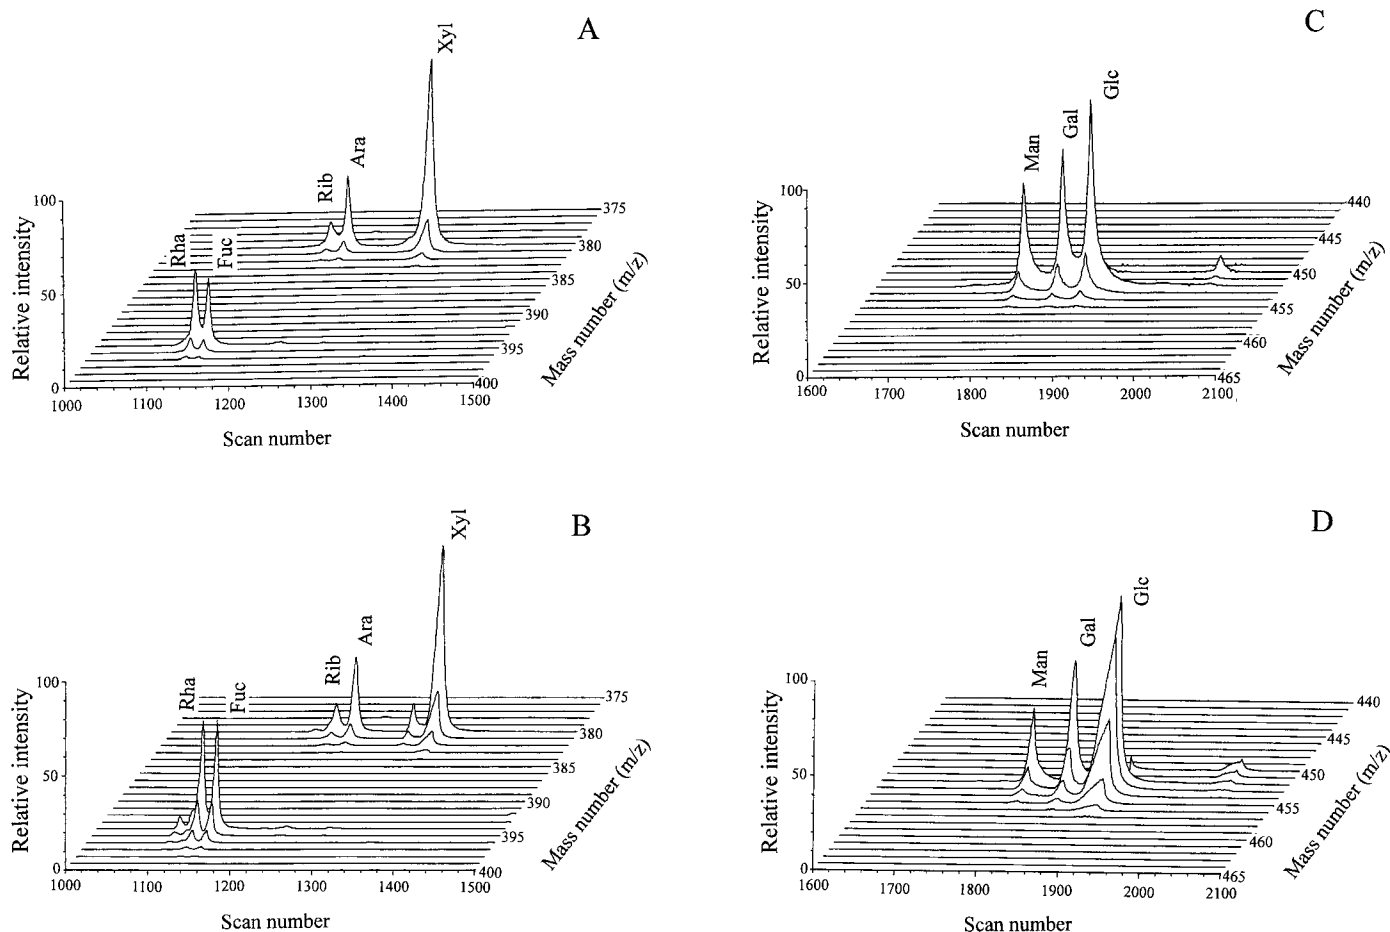 A
Xyl
Ara
Rib
Rha
Fuc
100
50
0
Relative intensity
375
380
385
390
395
400
Mass number (m/z)
1000 1100 1200 1300 1400 1500
Scan number
C
Glc
Gal
Man
100
50
0
Relative intensity
440
445
450
455
460
465
Mass number (m/z)
1600 1700 1800 1900 2000 2100
Scan number
B
Xyl
Ara
Rib
Rha
Fuc
100
50
0
Relative intensity
375
380
385
390
395
400
Mass number (m/z)
1000 1100 1200 1300 1400 1500
Scan number
D
Glc
Gal
Man
100
50
0
Relative intensity
440
445
450
455
460
465
Mass number (m/z)
1600 1700 1800 1900 2000 2100
Scan number